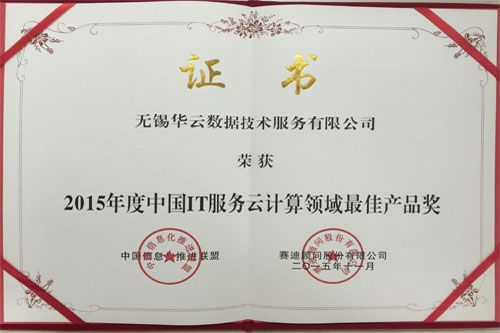 证书
无锡华云数据技术服务有限公司
荣获
2015年度中国IT服务云计算领域最佳产品奖
中国信息化推进联盟
赛迪顾问股份有限公司
二〇一五年十一月